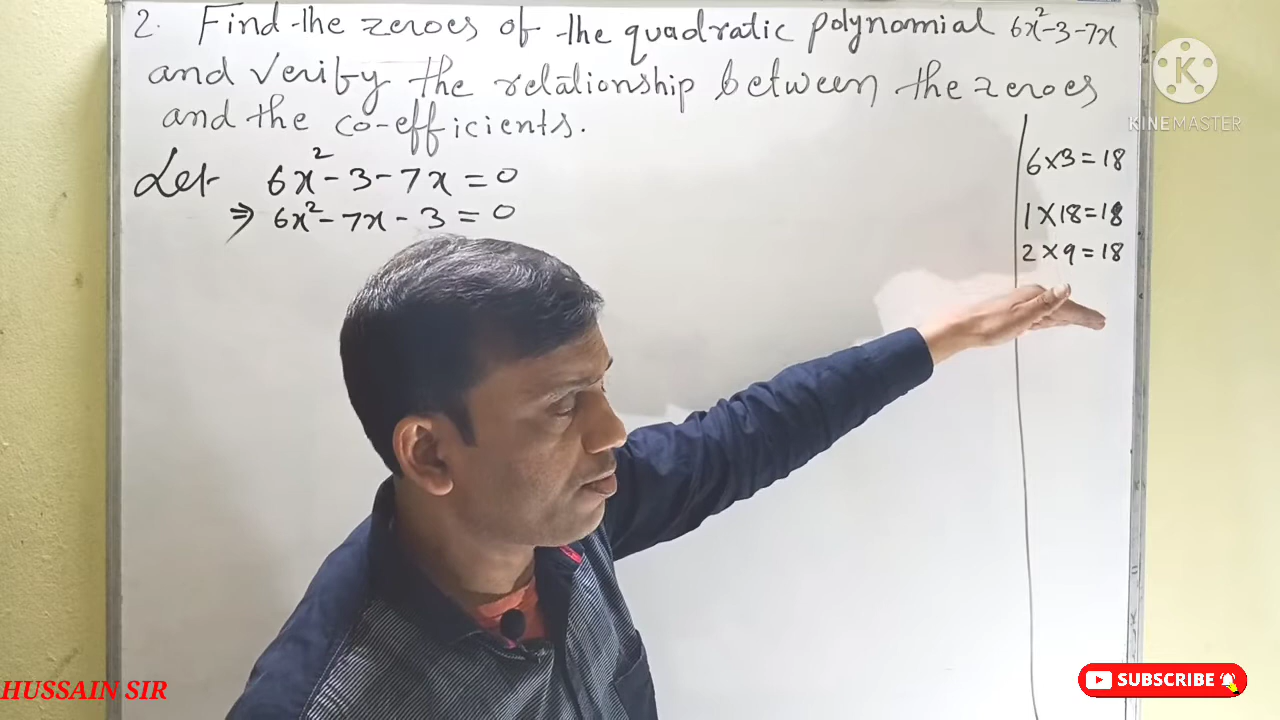 2. Find the zeroes of the quadratic polynomial 6x²-3-7x
and verify the relationship between the zeroes
and the co-efficients.
Let 6x²-3-7x=0
⇒ 6x²-7x-3=0
6×3=18
1×18=18
2×9=18
K
KINEMASTER
HUSSAIN SIR
SUBSCRIBE